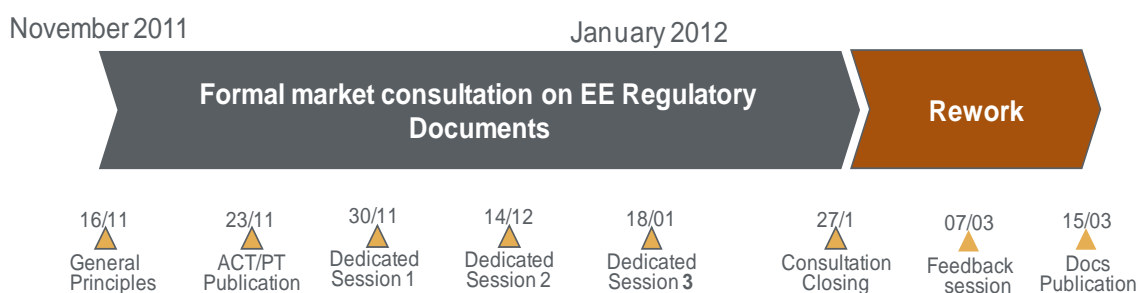 November 2011
January 2012
Formal market consultation on EE Regulatory
Documents
Rework
16/11
23/11
30/11
14/12
18/01
27/1
07/03
15/03
General
Principles
ACT/PT
Publication
Dedicated
Session 1
Dedicated
Session 2
Dedicated
Session 3
Consultation
Closing
Feedback
session
Docs
Publication